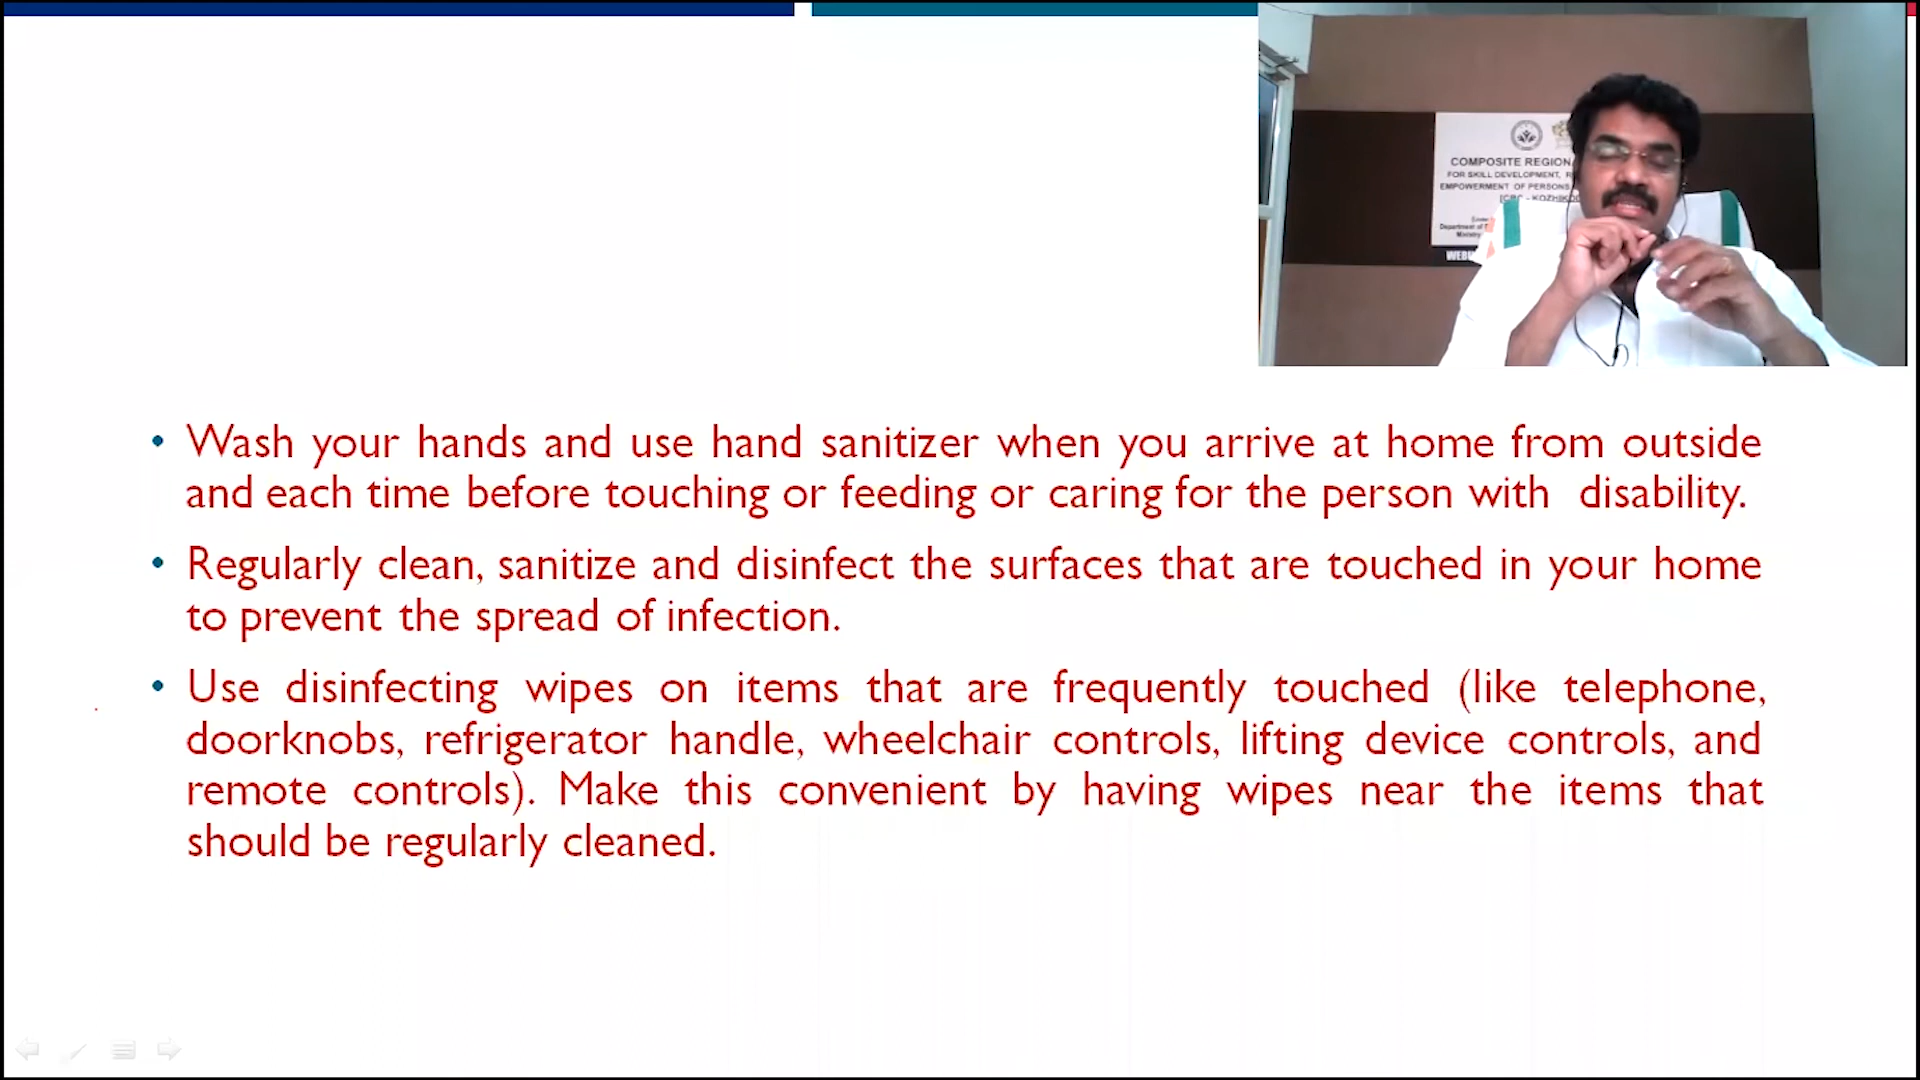 COMPOSITE REGION
FOR SKILL DEVELOPMENT,
EMPOWERMENT OF PERSONS
Department of
Ministry
• Wash your hands and use hand sanitizer when you arrive at home from outside
and each time before touching or feeding or caring for the person with disability.
• Regularly clean, sanitize and disinfect the surfaces that are touched in your home
to prevent the spread of infection.
• Use disinfecting wipes on items that are frequently touched (like telephone,
doorknobs, refrigerator handle, wheelchair controls, lifting device controls, and
remote controls). Make this convenient by having wipes near the items that
should be regularly cleaned.